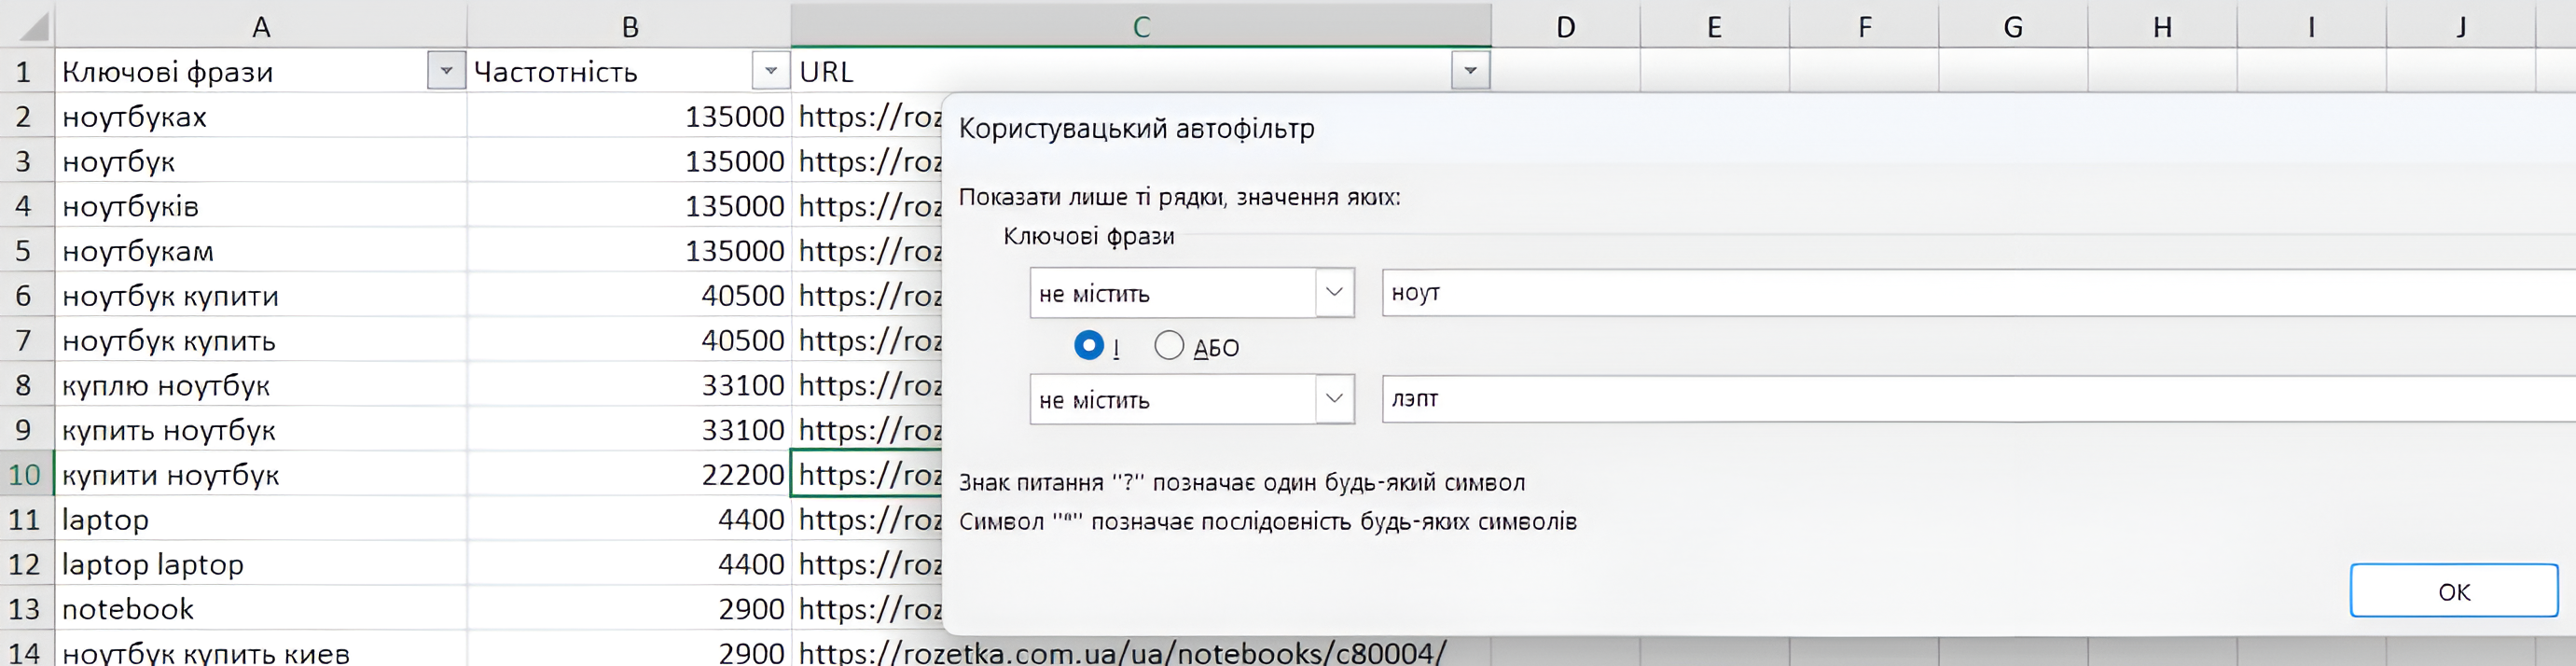 A B C D E F G H I J
1 Ключові фрази Частотність URL
2 ноутбуках 135000 https://roz
3 ноутбук 135000 https://roz
4 ноутбуків 135000 https://roz
5 ноутбукам 135000 https://roz
6 ноутбук купити 40500 https://roz
7 ноутбук купить 40500 https://roz
8 куплю ноутбук 33100 https://roz
9 купить ноутбук 33100 https://roz
10 купити ноутбук 22200 https://roz
11 laptop 4400 https://roz
12 laptop laptop 4400 https://roz
13 notebook 2900 https://roz
14 ноутбук купить киев 2900 https://rozetka.com.ua/ua/notebooks/c80004/
Користувацький автофільтр
Показати лише ті рядки, значення яких:
Ключові фрази
не містить ноут
І АБО
не містить лэпт
Знак питання "?" позначає один будь-який символ
Символ "*" позначає послідовність будь-яких символів
ОК